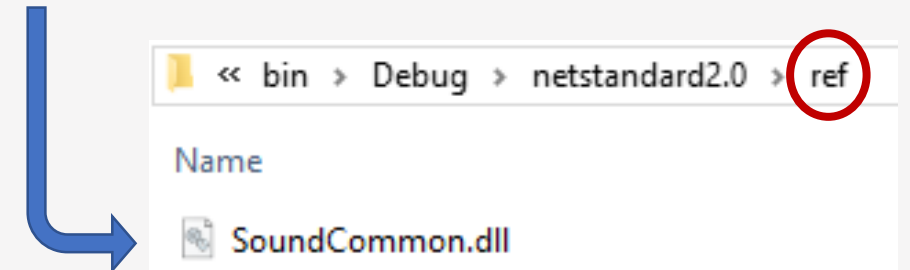 « bin > Debug > netstandard2.0 > ref
Name
SoundCommon.dll